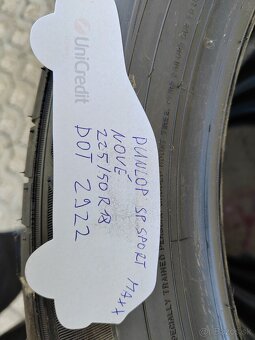 UniCredit
DUNLOP SP SPORT MAXX
NOVÉ
225/50 R18
DOT 2922